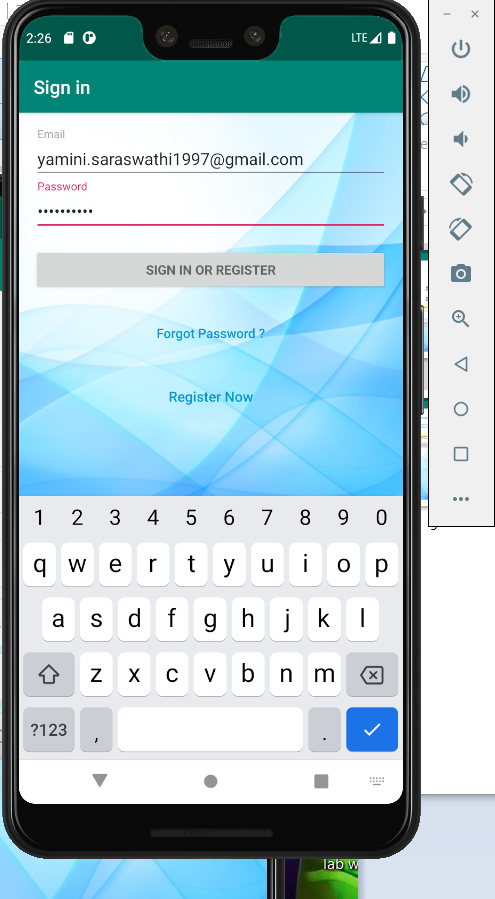 2:26 LTE
Sign in
Email
yamini.saraswathi1997@gmail.com
Password
••••••••••
SIGN IN OR REGISTER
Forgot Password ?
Register Now
1 2 3 4 5 6 7 8 9 0
q w e r t y u i o p
a s d f g h j k l
z x c v b n m
?123 , .
lab w